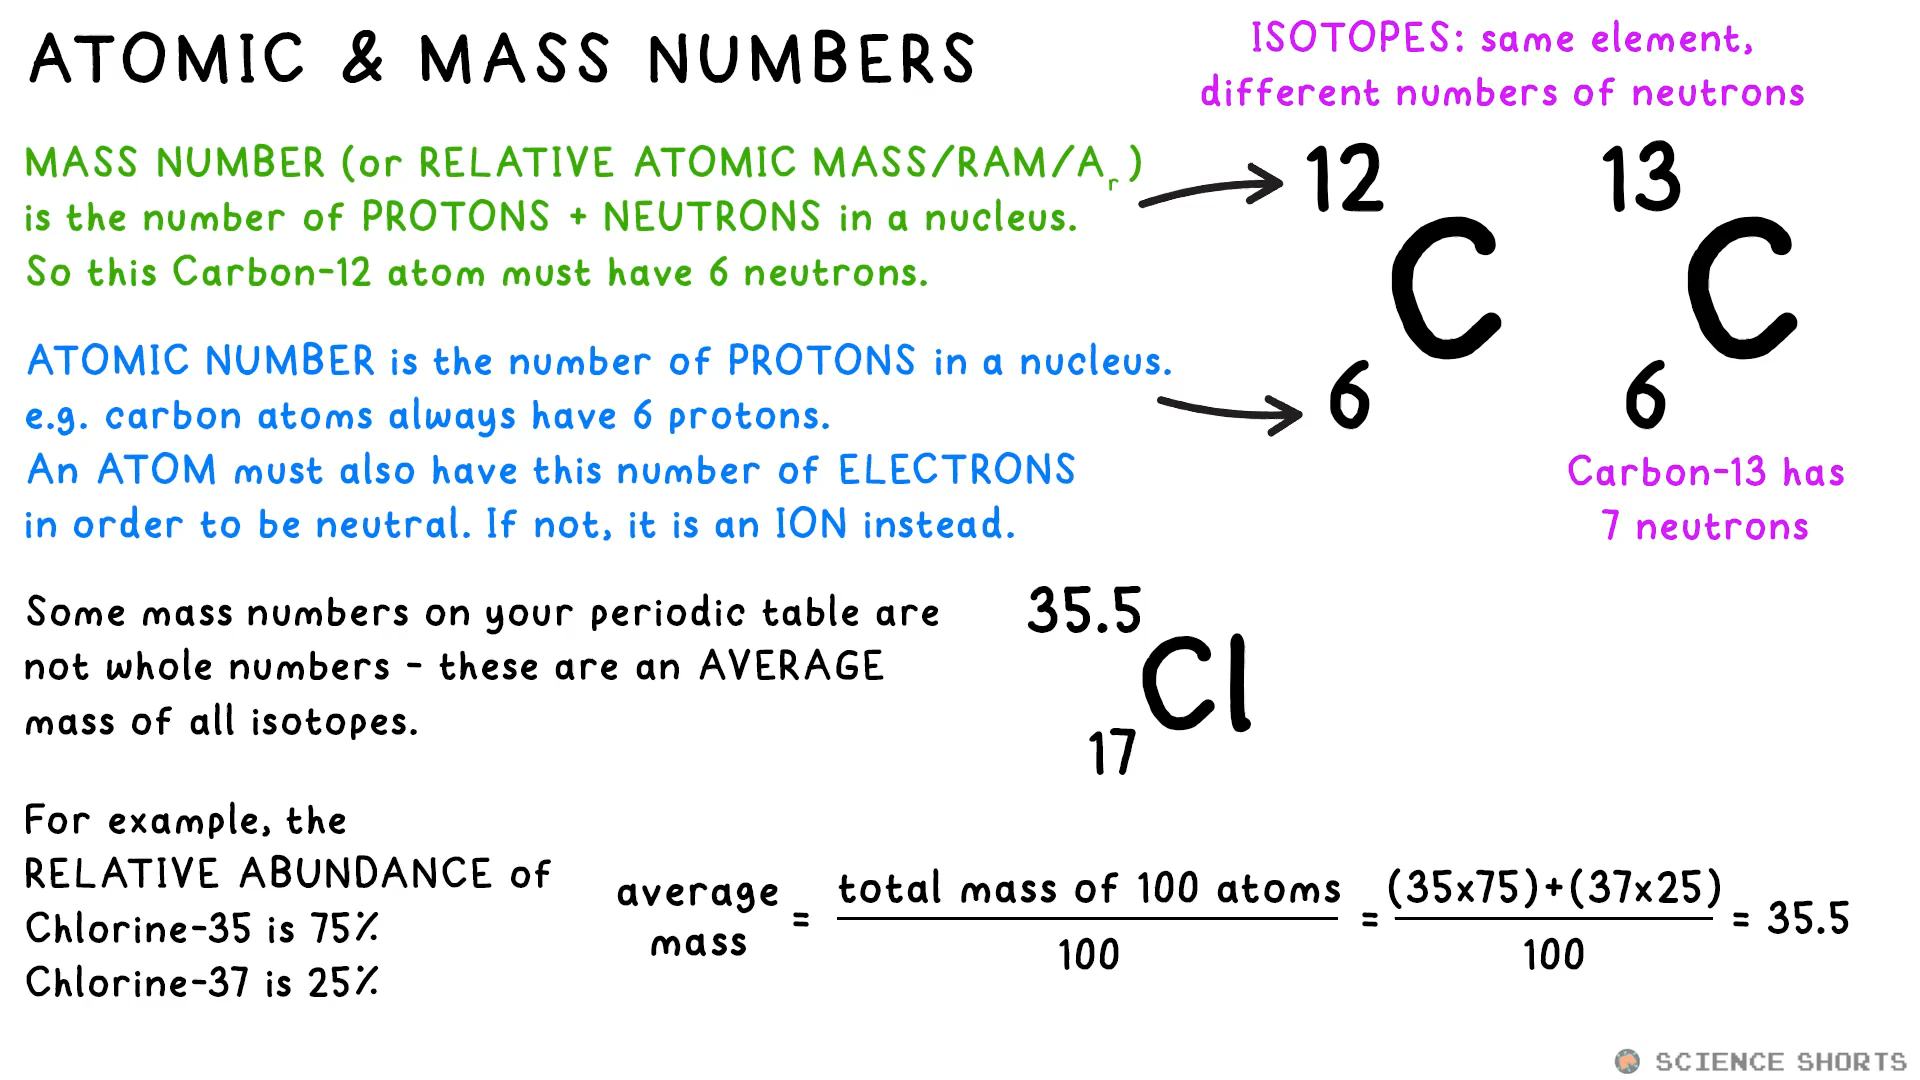 ATOMIC & MASS NUMBERS
ISOTOPES: same element,
different numbers of neutrons
MASS NUMBER (or RELATIVE ATOMIC MASS/RAM/Ar)
is the number of PROTONS + NEUTRONS in a nucleus.
So this Carbon-12 atom must have 6 neutrons.
12
C
6
13
C
6
Carbon-13 has
7 neutrons
ATOMIC NUMBER is the number of PROTONS in a nucleus.
e.g. carbon atoms always have 6 protons.
An ATOM must also have this number of ELECTRONS
in order to be neutral. If not, it is an ION instead.
Some mass numbers on your periodic table are
not whole numbers - these are an AVERAGE
mass of all isotopes.
35.5
Cl
17
For example, the
RELATIVE ABUNDANCE of
Chlorine-35 is 75%
Chlorine-37 is 25%
average
mass
=
total mass of 100 atoms
100
=
(35x75)+(37x25)
100
= 35.5
SCIENCE SHORTS